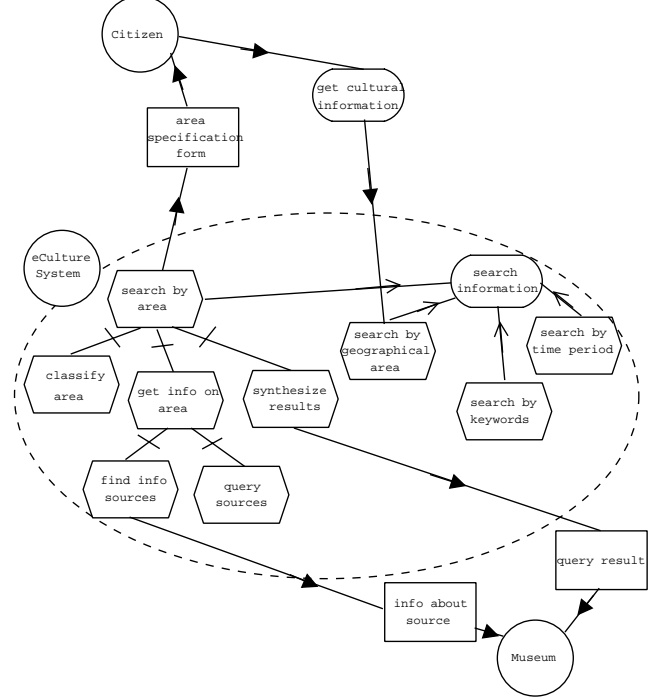 Citizen
get cultural
information
area
specification
form
eCulture
System
search by
area
search
information
search by
geographical
area
search by
time period
classify
area
get info on
area
synthesize
results
search by
keywords
find info
sources
query
sources
query result
info about
source
Museum